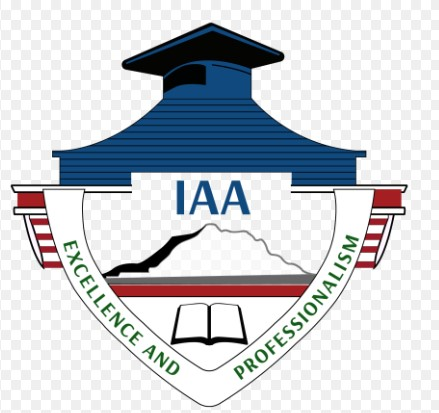 IAA
EXCELLENCE AND
PROFESSIONALISM